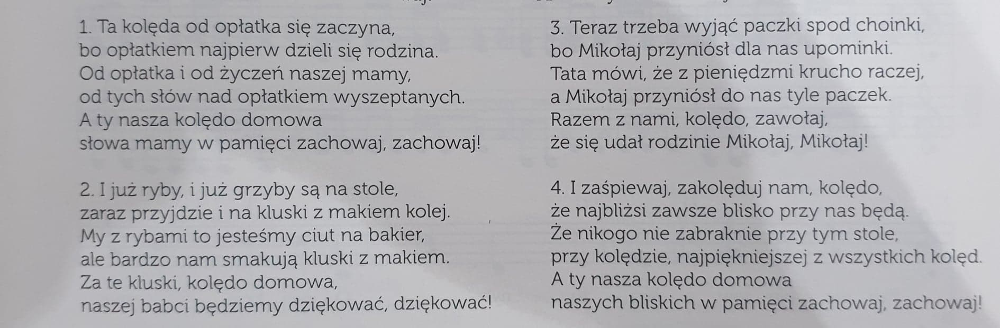 1. Ta kolęda od opłatka się zaczyna,
bo opłatkiem najpierw dzieli się rodzina.
Od opłatka i od życzeń naszej mamy,
od tych słów nad opłatkiem wyszeptanych.
A ty nasza kolędo domowa
słowa mamy w pamięci zachowaj, zachowaj!
2. I już ryby, i już grzyby są na stole,
zaraz przyjdzie i na kluski z makiem kolej.
My z rybami to jesteśmy ciut na bakier,
ale bardzo nam smakują kluski z makiem.
Za te kluski, kolędo domowa,
naszej babci będziemy dziękować, dziękować!
3. Teraz trzeba wyjąć paczki spod choinki,
bo Mikołaj przyniósł dla nas upominki.
Tata mówi, że z pieniędzmi krucho raczej,
a Mikołaj przyniósł do nas tyle paczek.
Razem z nami, kolędo, zawołaj,
że się udał rodzinie Mikołaj, Mikołaj!
4. I zaśpiewaj, zakolęduj nam, kolędo,
że najbliżsi zawsze blisko przy nas będą.
Że nikogo nie zabraknie przy tym stole,
przy kolędzie, najpiękniejszej z wszystkich kolęd.
A ty nasza kolędo domowa
naszych bliskich w pamięci zachowaj, zachowaj!